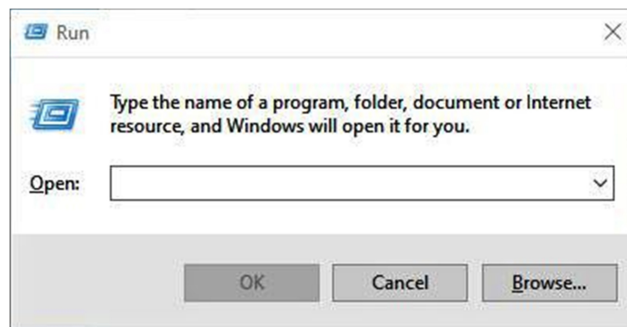 Run
Type the name of a program, folder, document or Internet
resource, and Windows will open it for you.
Open:
OK Cancel Browse...